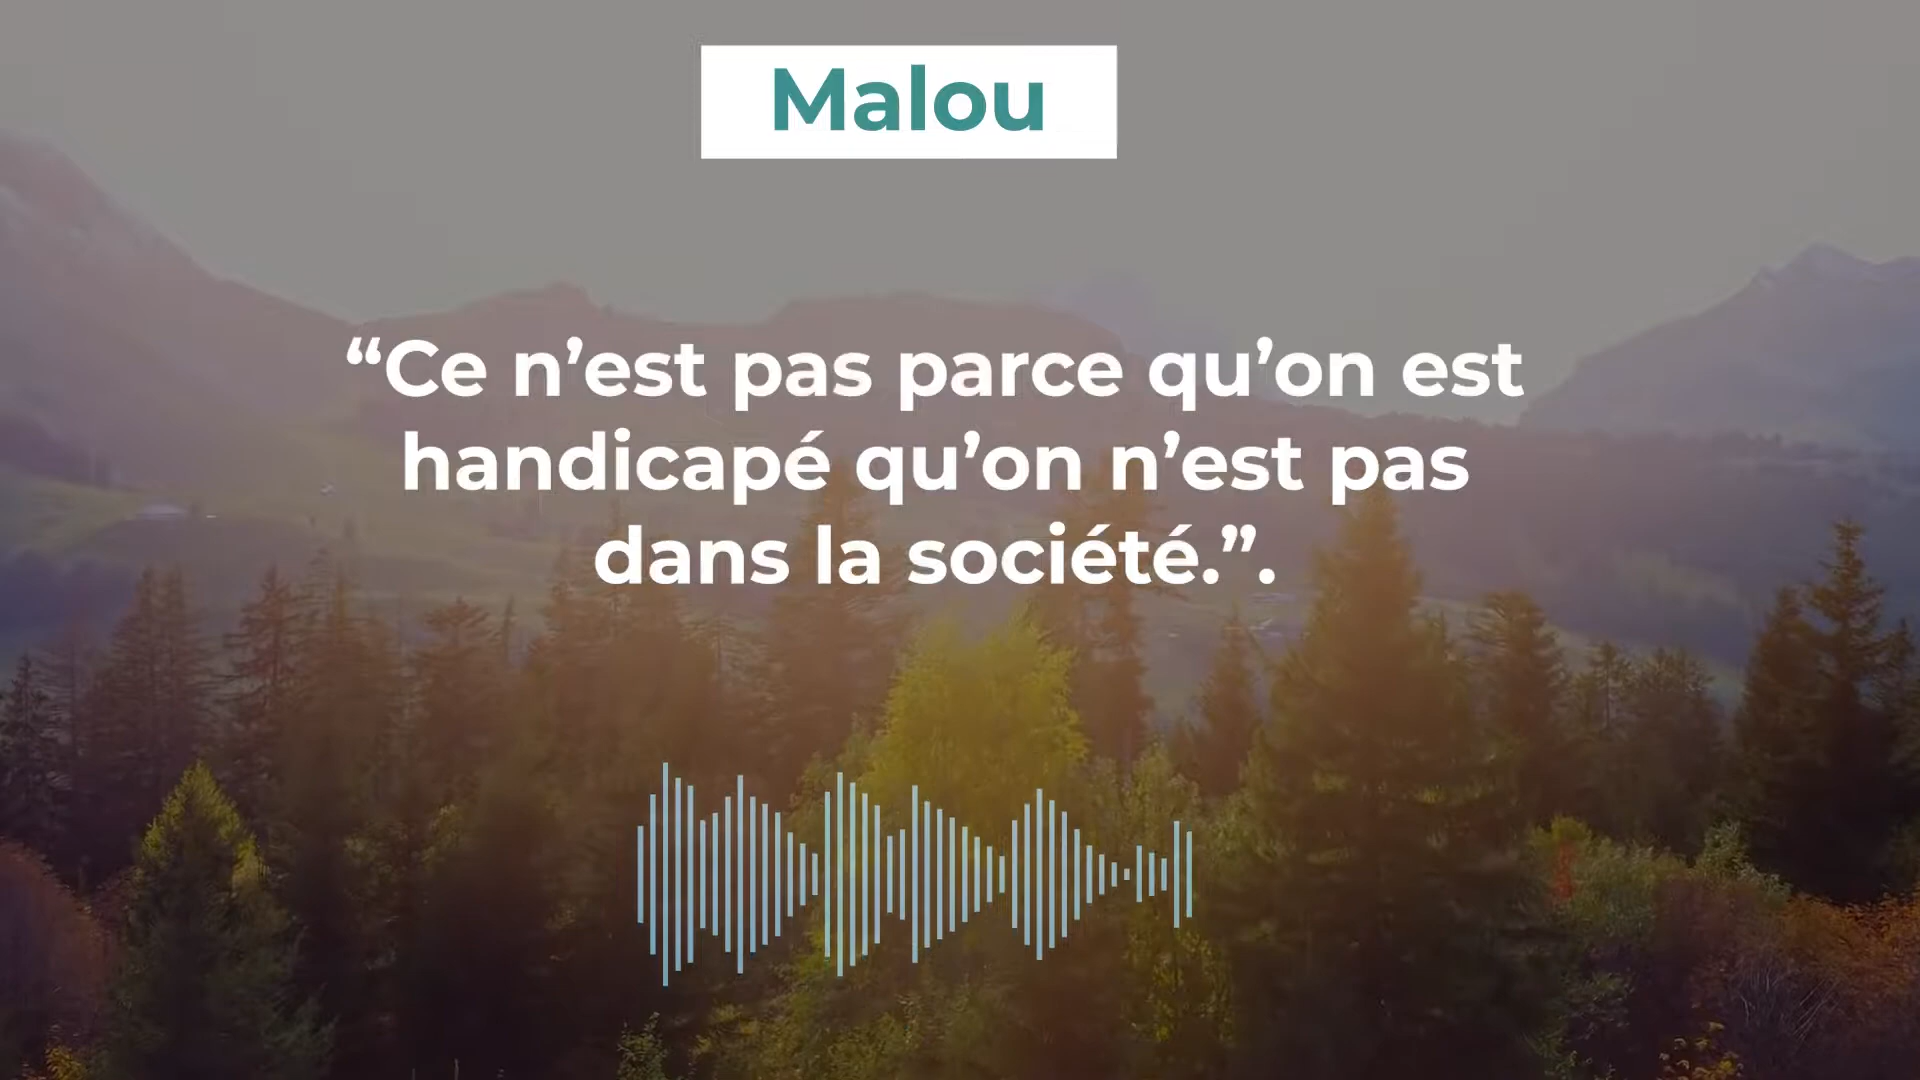 Malou
“Ce n’est pas parce qu’on est
handicapé qu’on n’est pas
dans la société.”.